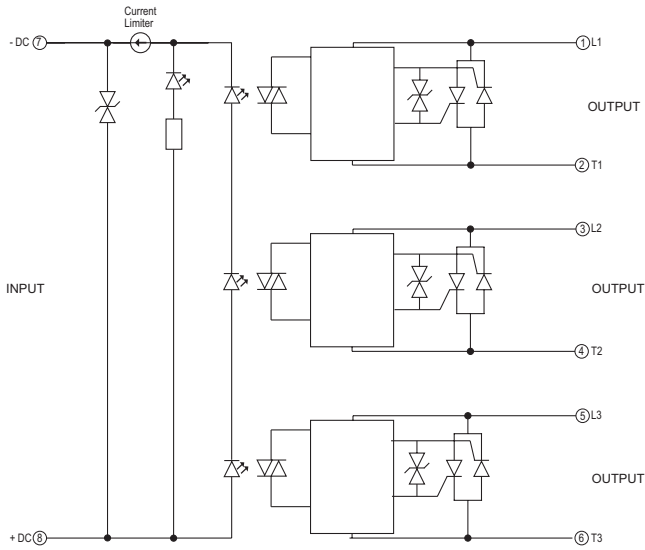 Current
Limiter
- DC 7
1 L1
OUTPUT
2 T1
3 L2
INPUT
OUTPUT
4 T2
5 L3
OUTPUT
+ DC 8
6 T3